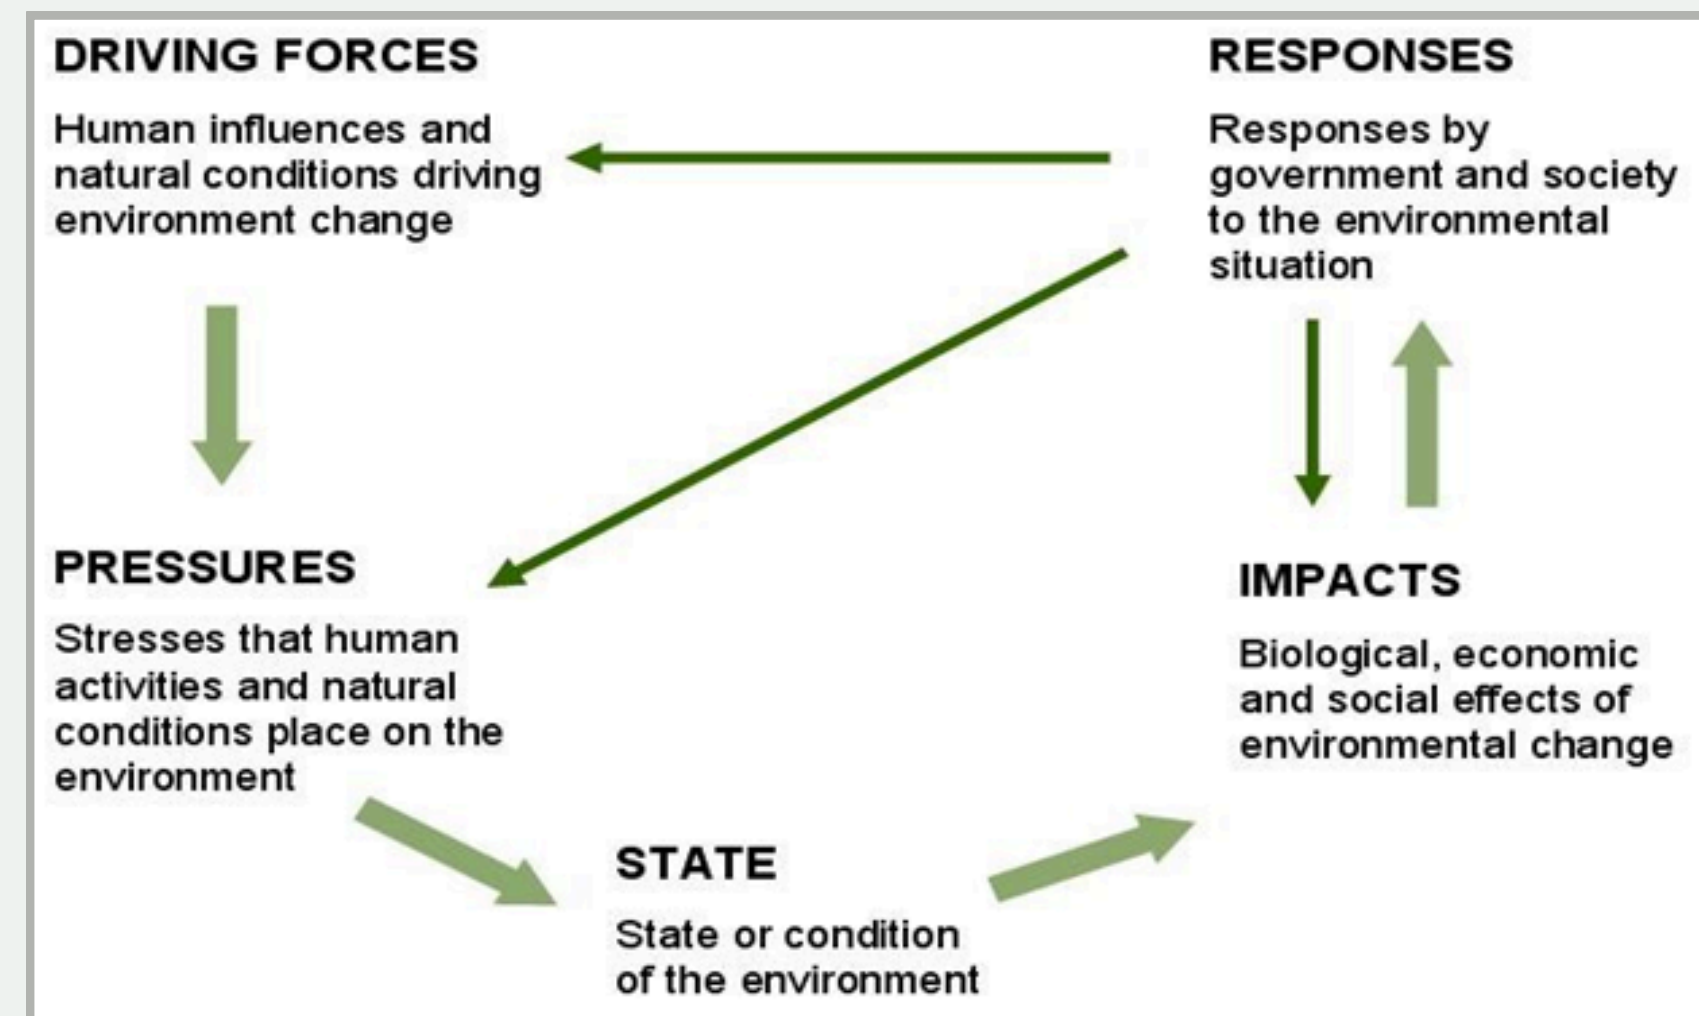 DRIVING FORCES
Human influences and
natural conditions driving
environment change
RESPONSES
Responses by
government and society
to the environmental
situation
PRESSURES
Stresses that human
activities and natural
conditions place on the
environment
IMPACTS
Biological, economic
and social effects of
environmental change
STATE
State or condition
of the environment